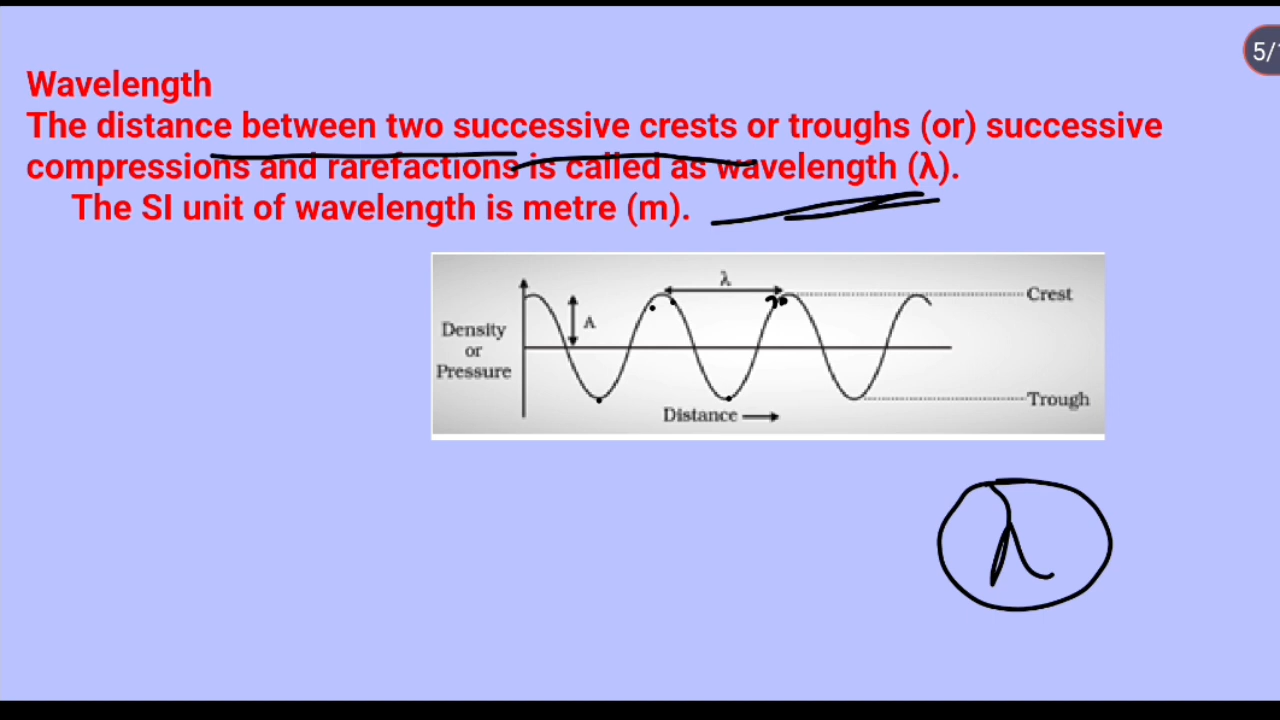 5/
Wavelength
The distance between two successive crests or troughs (or) successive
compressions and rarefactions is called as wavelength (λ).
The SI unit of wavelength is metre (m).
λ
Crest
A
Density
or
Pressure
Trough
Distance
λ